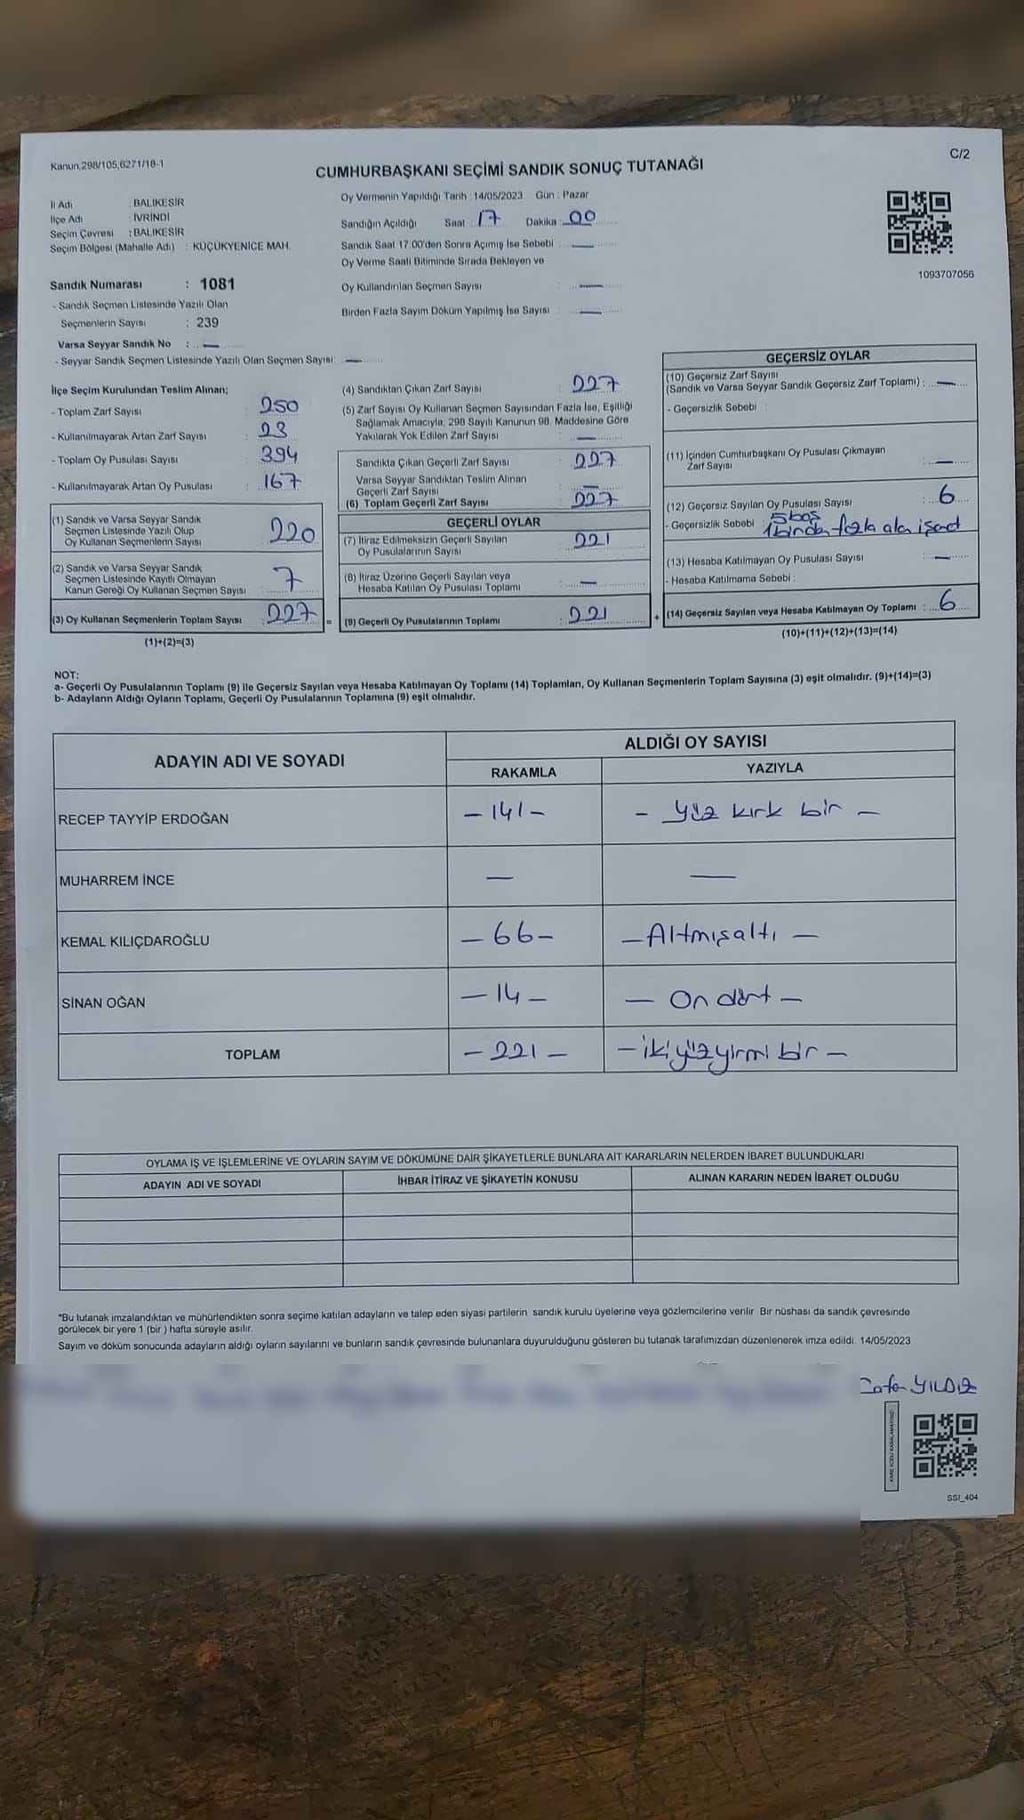 Kanun.298/105,6271/18-1
C/2
CUMHURBAŞKANI SEÇİMİ SANDIK SONUÇ TUTANAĞI
İl Adı : BALIKESİR
İlçe Adı : İVRİNDİ
Seçim Çevresi : BALIKESİR
Seçim Bölgesi (Mahalle Adı) : KÜÇÜKYENİCE MAH.
Oy Vermenin Yapıldığı Tarih : 14/05/2023 Gün : Pazar
Sandığın Açıldığı Saat : 17 Dakika : 00
Sandık Saat 17.00'den Sonra Açımış İse Sebebi —
Oy Verme Saati Bitiminde Sırada Bekleyen ve
Oy Kullandırılan Seçmen Sayısı : —
Birden Fazla Sayım Döküm Yapılmış İse Sayısı : —
1093707056
Sandık Numarası : 1081
- Sandık Seçmen Listesinde Yazılı Olan
Seçmenlerin Sayısı : 239
Varsa Seyyar Sandık No : —
- Seyyar Sandık Seçmen Listesinde Yazılı Olan Seçmen Sayısı : —
İlçe Seçim Kurulundan Teslim Alınan;
- Toplam Zarf Sayısı : 250
- Kullanılmayarak Artan Zarf Sayısı : 23
- Toplam Oy Pusulası Sayısı : 394
- Kullanılmayarak Artan Oy Pusulası : 167
(1) Sandık ve Varsa Seyyar Sandık
Seçmen Listesinde Yazılı Olup
Oy Kullanan Seçmenlerin Sayısı : 220
(2) Sandık ve Varsa Seyyar Sandık
Seçmen Listesinde Kayıtlı Olmayan
Kanun Gereği Oy Kullanan Seçmen Sayısı : 7
(3) Oy Kullanan Seçmenlerin Toplam Sayısı : 227 =
(1)+(2)=(3)
(4) Sandıktan Çıkan Zarf Sayısı : 227
(5) Zarf Sayısı Oy Kullanan Seçmen Sayısından Fazla İse, Eşitliği
Sağlamak Amacıyla, 298 Sayılı Kanunun 98. Maddesine Göre
Yakılarak Yok Edilen Zarf Sayısı : —
Sandıkta Çıkan Geçerli Zarf Sayısı : 227
Varsa Seyyar Sandıktan Teslim Alınan
Geçerli Zarf Sayısı : —
(6) Toplam Geçerli Zarf Sayısı : 227
GEÇERLİ OYLAR
(7) İtiraz Edilmeksizin Geçerli Sayılan
Oy Pusulalarının Sayısı : 221
(8) İtiraz Üzerine Geçerli Sayılan veya
Hesaba Katılan Oy Pusulası Toplamı : —
(9) Geçerli Oy Pusulalarının Toplamı : 221 +
GEÇERSİZ OYLAR
(10) Geçersiz Zarf Sayısı
(Sandık ve Varsa Seyyar Sandık Geçersiz Zarf Toplamı) : —
- Geçersizlik Sebebi :
(11) İçinden Cumhurbaşkanı Oy Pusulası Çıkmayan
Zarf Sayısı : —
(12) Geçersiz Sayılan Oy Pusulası Sayısı : 6
- Geçersizlik Sebebi 5 boş
1 birden fazla alan işaret
(13) Hesaba Katılmayan Oy Pusulası Sayısı : —
- Hesaba Katılmama Sebebi :
(14) Geçersiz Sayılan veya Hesaba Katılmayan Oy Toplamı : 6
(10)+(11)+(12)+(13)=(14)
NOT:
a- Geçerli Oy Pusulalarının Toplamı (9) ile Geçersiz Sayılan veya Hesaba Katılmayan Oy Toplamı (14) Toplamları, Oy Kullanan Seçmenlerin Toplam Sayısına (3) eşit olmalıdır. (9)+(14)=(3)
b- Adayların Aldığı Oyların Toplamı, Geçerli Oy Pusulalarının Toplamına (9) eşit olmalıdır.
ADAYIN ADI VE SOYADI ALDIĞI OY SAYISI
RAKAMLA YAZIYLA
RECEP TAYYİP ERDOĞAN — 141 — — Yüz kırk bir —
MUHARREM İNCE — —
KEMAL KILIÇDAROĞLU — 66 — — Altmışaltı —
SİNAN OĞAN — 14 — — On dört —
TOPLAM — 221 — — ikiyüzyirmi bir —
OYLAMA İŞ VE İŞLEMLERİNE VE OYLARIN SAYIM VE DÖKÜMÜNE DAİR ŞİKAYETLERLE BUNLARA AİT KARARLARIN NELERDEN İBARET BULUNDUKLARI
ADAYIN ADI VE SOYADI İHBAR İTİRAZ VE ŞİKAYETİN KONUSU ALINAN KARARIN NEDEN İBARET OLDUĞU
*Bu tutanak imzalandıktan ve mühürlendikten sonra seçime katılan adayların ve talep eden siyasi partilerin sandık kurulu üyelerine veya gözlemcilerine verilir. Bir nüshası da sandık çevresinde
görülecek bir yere 1 (bir ) hafta süreyle asılır.
Sayım ve döküm sonucunda adayların aldığı oyların sayılarını ve bunların sandık çevresinde bulunanlara duyurulduğunu gösteren bu tutanak tarafımızdan düzenlenerek imza edildi. 14/05/2023
YILDIZ
SSI_404